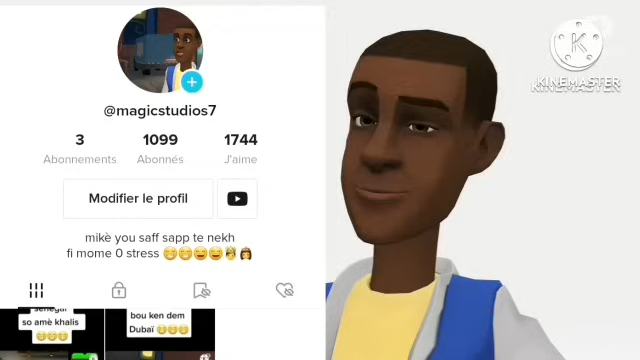 @magicstudios7
3 1099 1744
Abonnements Abonnés J'aime
Modifier le profil
mikè you saff sapp te nekh
fi mome 0 stress
senegal
so amè khalis
bou ken dem
Dubaï
K
KINEMASTER
KINEMASTER